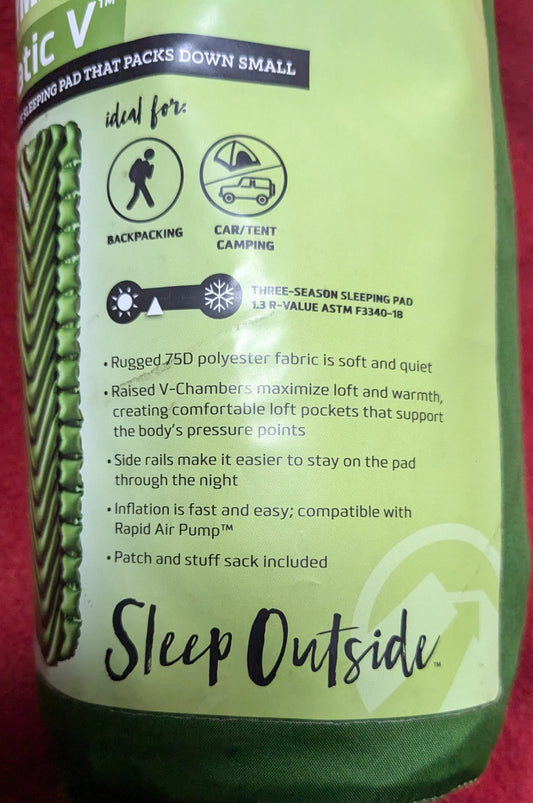 tic V™
SLEEPING PAD THAT PACKS DOWN SMALL
ideal for:
BACKPACKING
CAR/TENT
CAMPING
THREE-SEASON SLEEPING PAD
1.3 R-VALUE ASTM F3340-18
• Rugged 75D polyester fabric is soft and quiet
• Raised V-Chambers maximize loft and warmth,
creating comfortable loft pockets that support
the body's pressure points
• Side rails make it easier to stay on the pad
through the night
• Inflation is fast and easy; compatible with
Rapid Air Pump™
• Patch and stuff sack included
Sleep Outside™